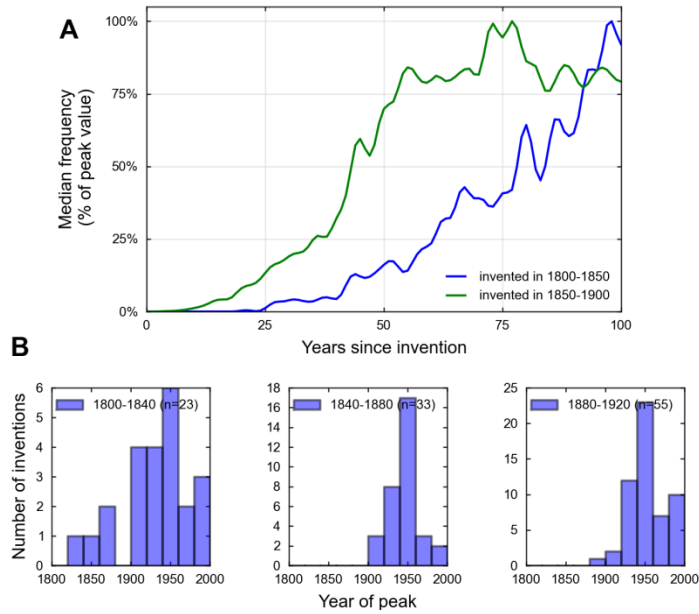 A
100%
75%
50%
25%
0%
Median frequency
(% of peak value)
invented in 1800-1850
invented in 1850-1900
0 25 50 75 100
Years since invention
B
6
5
4
3
2
1
0
Number of inventions
1800-1840 (n=23)
1800 1850 1900 1950 2000
18
16
14
12
10
8
6
4
2
0
1840-1880 (n=33)
1800 1850 1900 1950 2000
25
20
15
10
5
0
1880-1920 (n=55)
1800 1850 1900 1950 2000
Year of peak